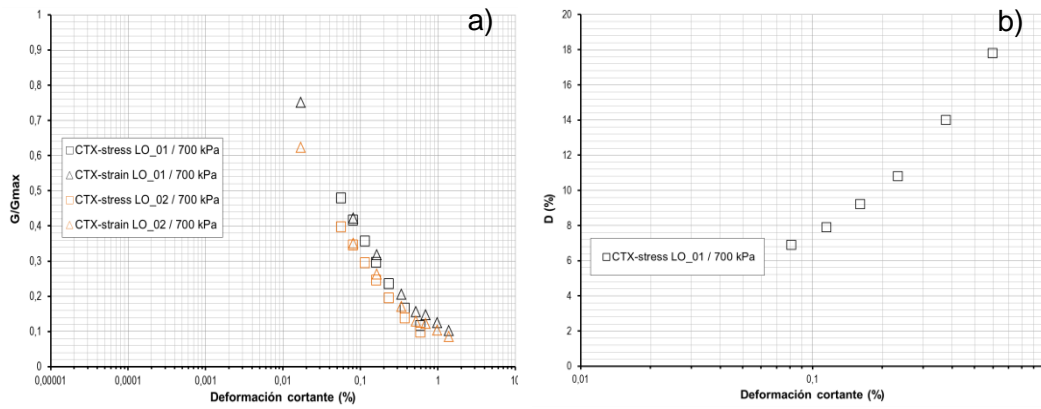 a)
1
0,9
0,8
0,7
0,6
0,5
0,4
0,3
0,2
0,1
0
G/Gmax
CTX-stress LO_01 / 700 kPa
CTX-strain LO_01 / 700 kPa
CTX-stress LO_02 / 700 kPa
CTX-strain LO_02 / 700 kPa
0,00001
0,0001
0,001
0,01
0,1
1
10
Deformación cortante (%)
b)
20
18
16
14
12
10
8
6
4
2
0
D (%)
CTX-stress LO_01 / 700 kPa
0,01
0,1
Deformación cortante (%)